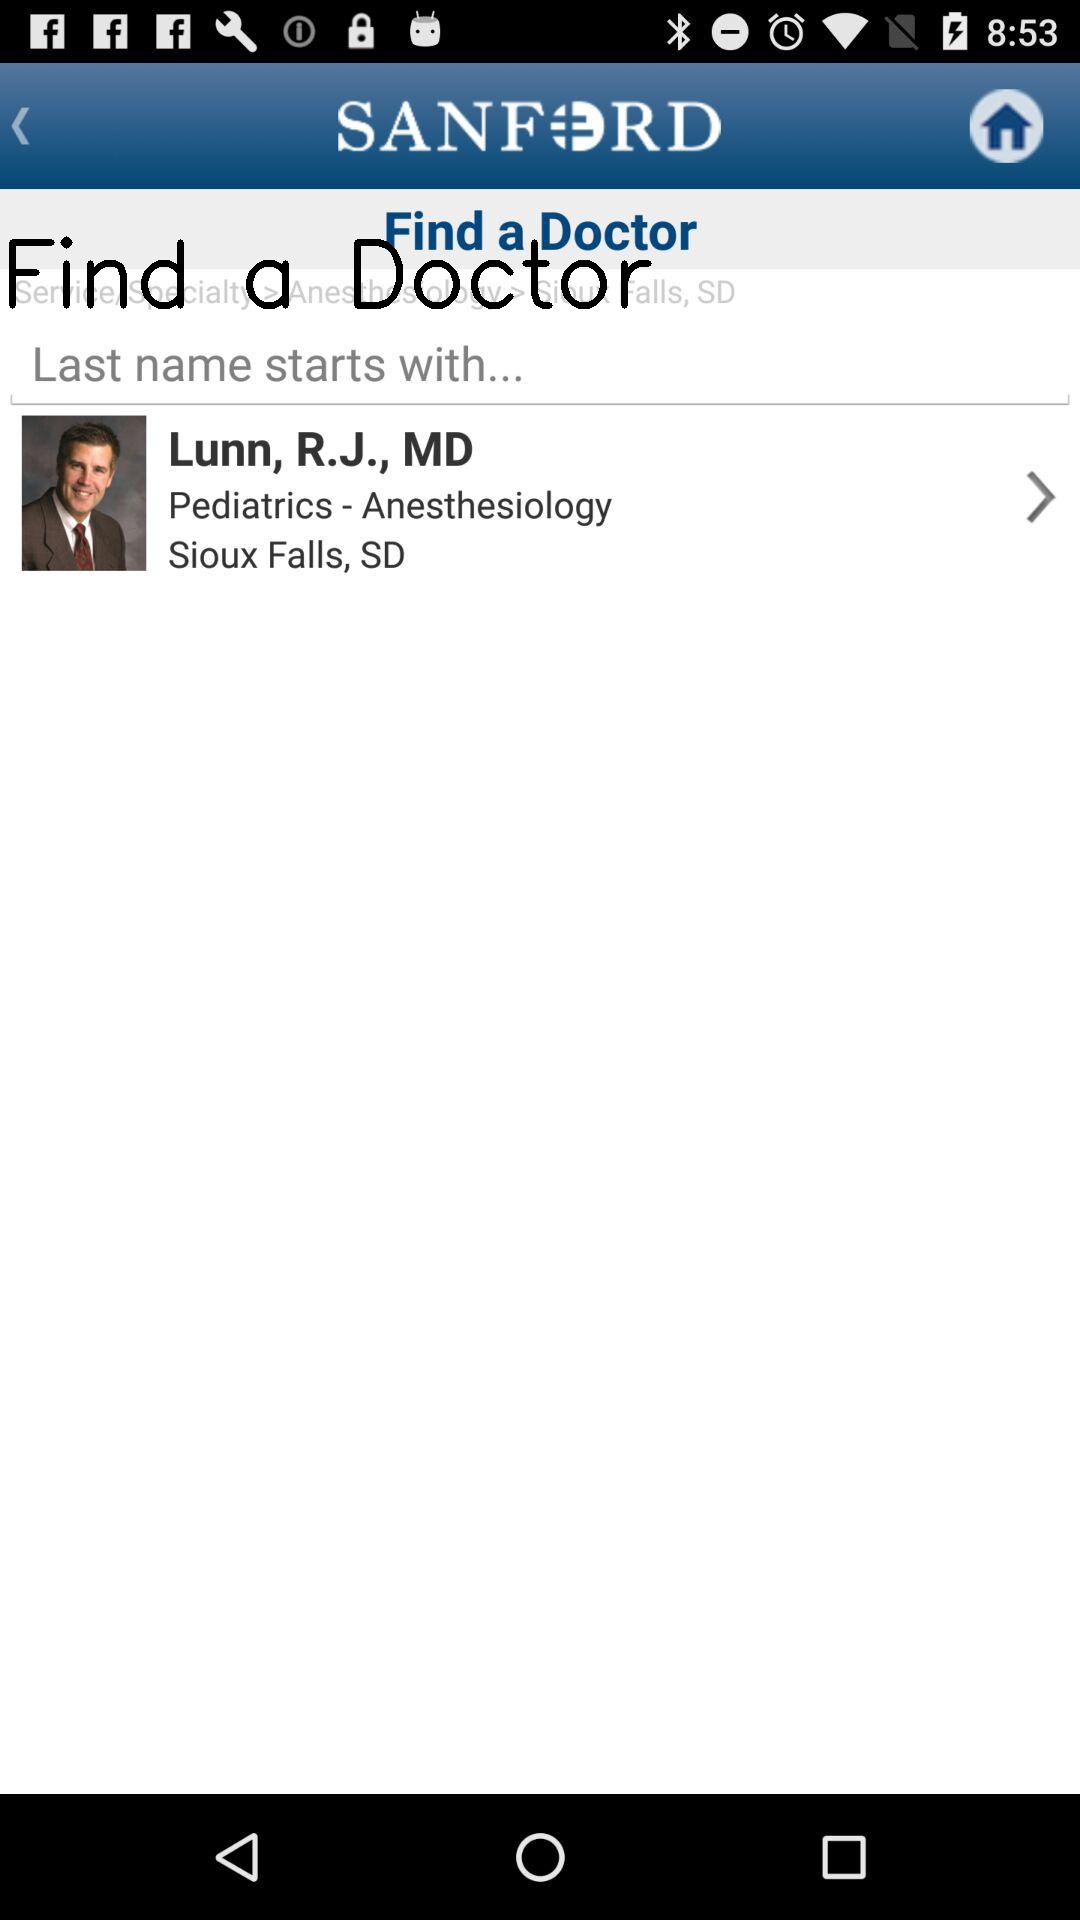 8:53
SANFORD
Find a Doctor
Find a Doctor
Service/Specialty > Anesthesiology > Sioux Falls, SD
Last name starts with...
Lunn, R.J., MD
Pediatrics - Anesthesiology
Sioux Falls, SD